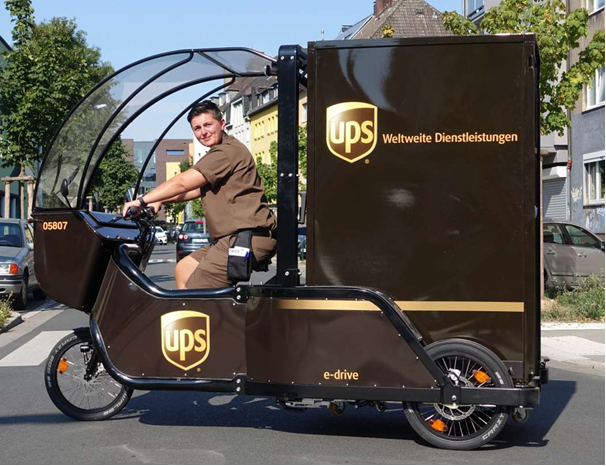 ups
Weltweite Dienstleistungen
05807
ups
e-drive